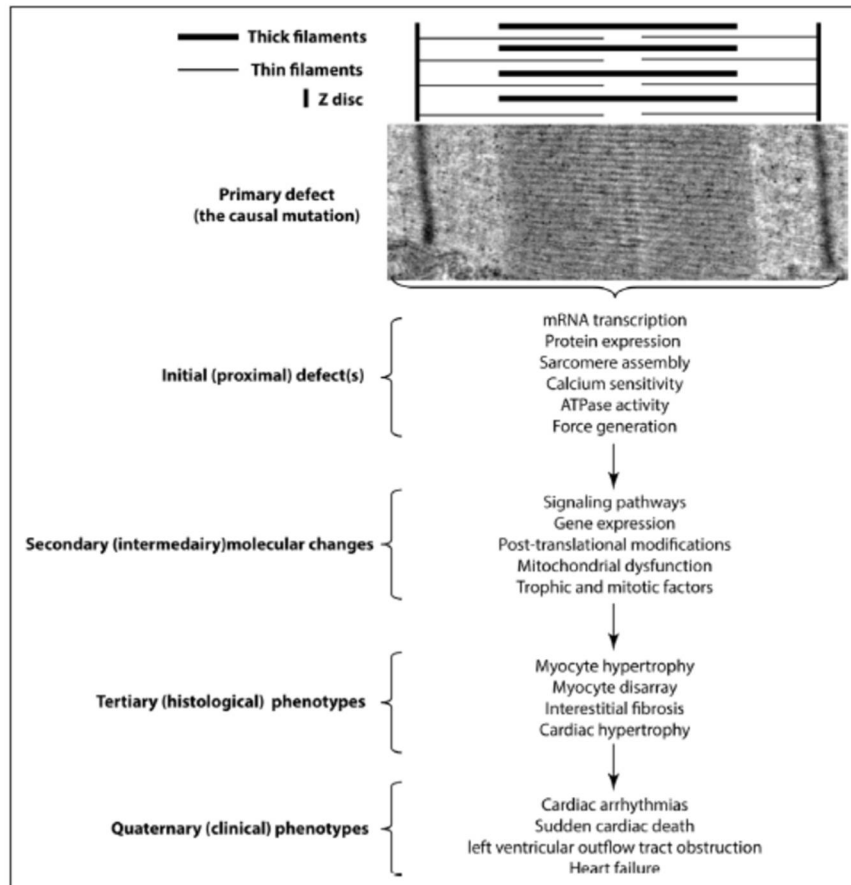 Thick filaments
Thin filaments
Z disc
Primary defect
(the causal mutation)
Initial (proximal) defect(s)
mRNA transcription
Protein expression
Sarcomere assembly
Calcium sensitivity
ATPase activity
Force generation
Secondary (intermedairy)molecular changes
Signaling pathways
Gene expression
Post-translational modifications
Mitochondrial dysfunction
Trophic and mitotic factors
Tertiary (histological) phenotypes
Myocyte hypertrophy
Myocyte disarray
Interestitial fibrosis
Cardiac hypertrophy
Quaternary (clinical) phenotypes
Cardiac arrhythmias
Sudden cardiac death
left ventricular outflow tract obstruction
Heart failure